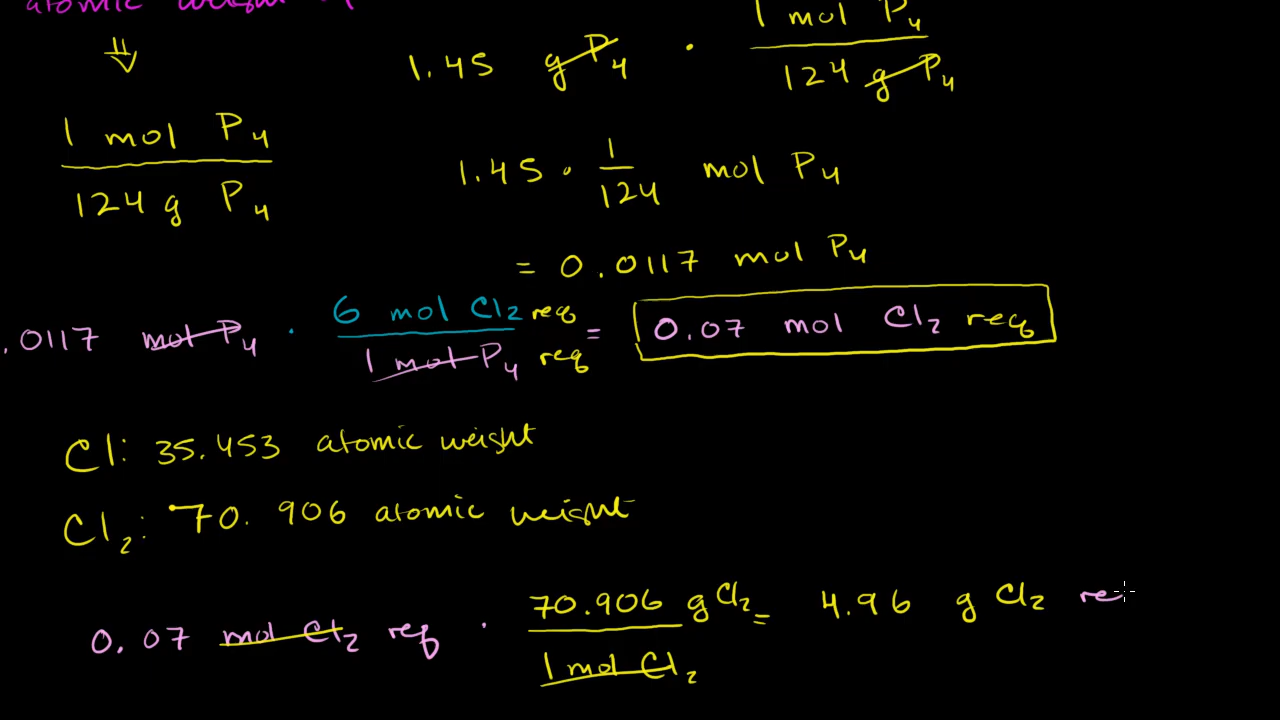 atomic weight
1 mol P4
1.45 g P4 · 124 g P4
⇓
1 mol P4
124 g P4
1.45 · 1/124 mol P4
= 0.0117 mol P4
.0117 mol P4 · 6 mol Cl2 req / 1 mol P4 req = 0.07 mol Cl2 req
Cl: 35.453 atomic weight
Cl2: 70.906 atomic weight
0.07 mol Cl2 req · 70.906 g Cl2 / 1 mol Cl2 = 4.96 g Cl2 re